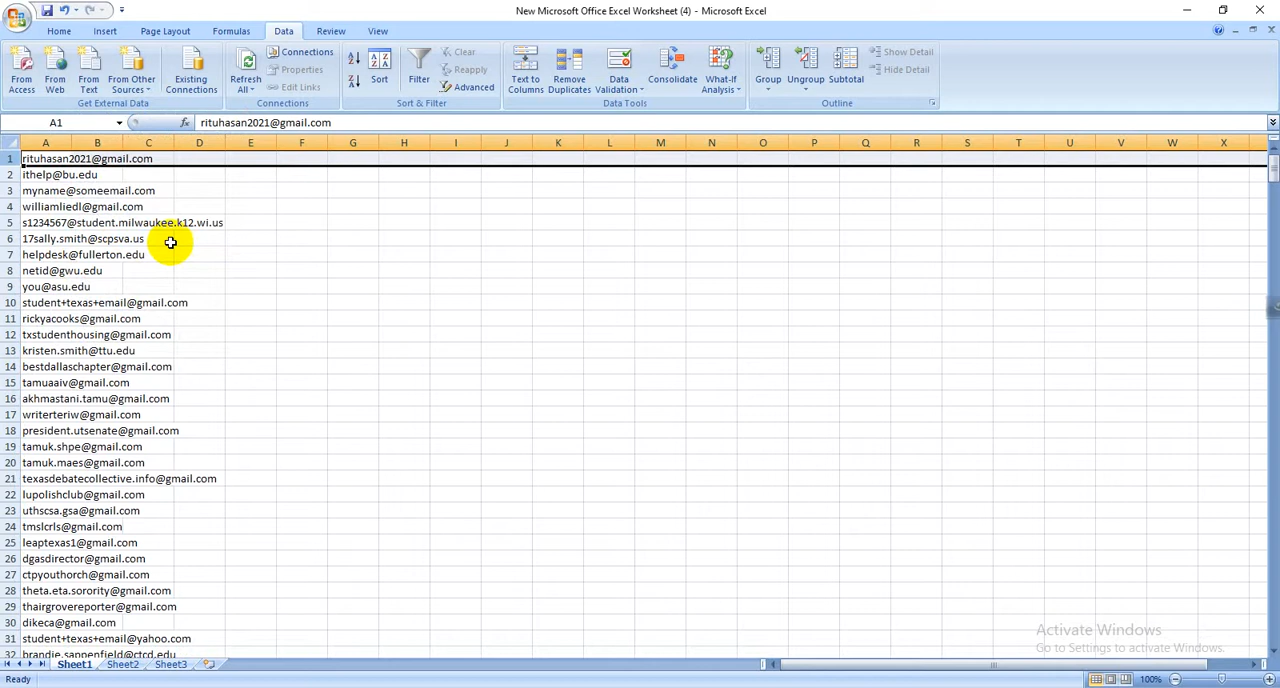 New Microsoft Office Excel Worksheet (4) - Microsoft Excel
Home Insert Page Layout Formulas Data Review View
From Access
From Web
From Text
From Other Sources
Existing Connections
Get External Data
Refresh All
Connections
Properties
Edit Links
Connections
Sort
Filter
Clear
Reapply
Advanced
Sort & Filter
Text to Columns
Remove Duplicates
Data Validation
Consolidate
What-If Analysis
Data Tools
Group
Ungroup
Subtotal
Show Detail
Hide Detail
Outline
A1 fx rituhasan2021@gmail.com
A B C D E F G H I J K L M N O P Q R S T U V W X
1 rituhasan2021@gmail.com
2 ithelp@bu.edu
3 myname@someemail.com
4 williamliedl@gmail.com
5 s1234567@student.milwaukee.k12.wi.us
6 17sally.smith@scpsva.us
7 helpdesk@fullerton.edu
8 netid@gwu.edu
9 you@asu.edu
10 student+texas+email@gmail.com
11 rickyacooks@gmail.com
12 txstudenthousing@gmail.com
13 kristen.smith@ttu.edu
14 bestdallaschapter@gmail.com
15 tamuaaiv@gmail.com
16 akhmastani.tamu@gmail.com
17 writerteriw@gmail.com
18 president.utsenate@gmail.com
19 tamuk.shpe@gmail.com
20 tamuk.maes@gmail.com
21 texasdebatecollective.info@gmail.com
22 lupolishclub@gmail.com
23 uthscsa.gsa@gmail.com
24 tmslcrls@gmail.com
25 leaptexas1@gmail.com
26 dgasdirector@gmail.com
27 ctpyouthorch@gmail.com
28 theta.eta.sorority@gmail.com
29 thairgrovereporter@gmail.com
30 dikeca@gmail.com
31 student+texas+email@yahoo.com
32 brandie.sappenfield@ctcd.edu
Activate Windows
Go to Settings to activate Windows.
Sheet1 Sheet2 Sheet3
Ready 100%